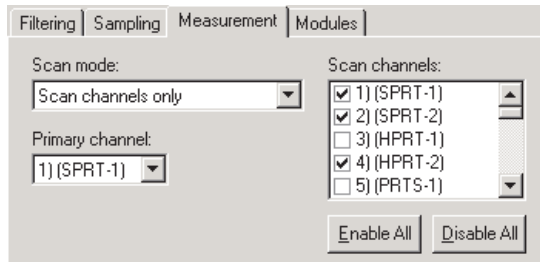 Filtering Sampling Measurement Modules
Scan mode:
Scan channels only
Primary channel:
1) (SPRT-1)
Scan channels:
1) (SPRT-1)
2) (SPRT-2)
3) (HPRT-1)
4) (HPRT-2)
5) (PRTS-1)
Enable All Disable All